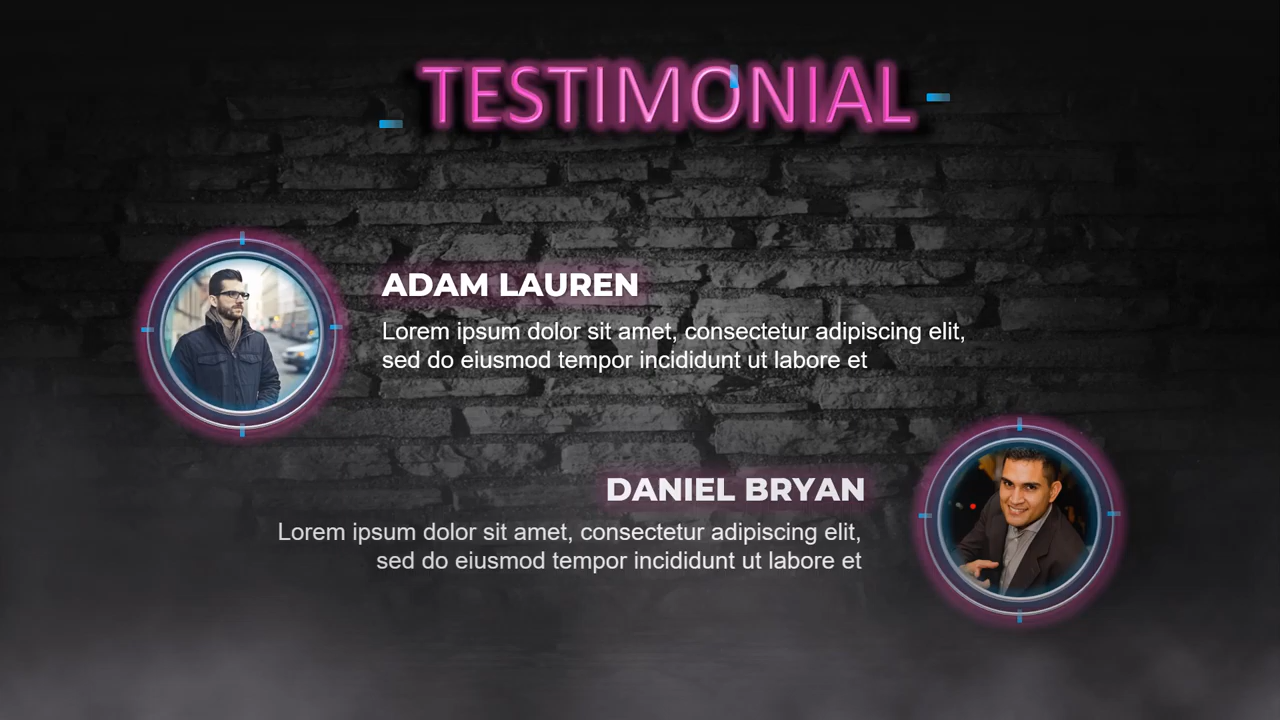 TESTIMONIAL
ADAM LAUREN
Lorem ipsum dolor sit amet, consectetur adipiscing elit,
sed do eiusmod tempor incididunt ut labore et
DANIEL BRYAN
Lorem ipsum dolor sit amet, consectetur adipiscing elit,
sed do eiusmod tempor incididunt ut labore et